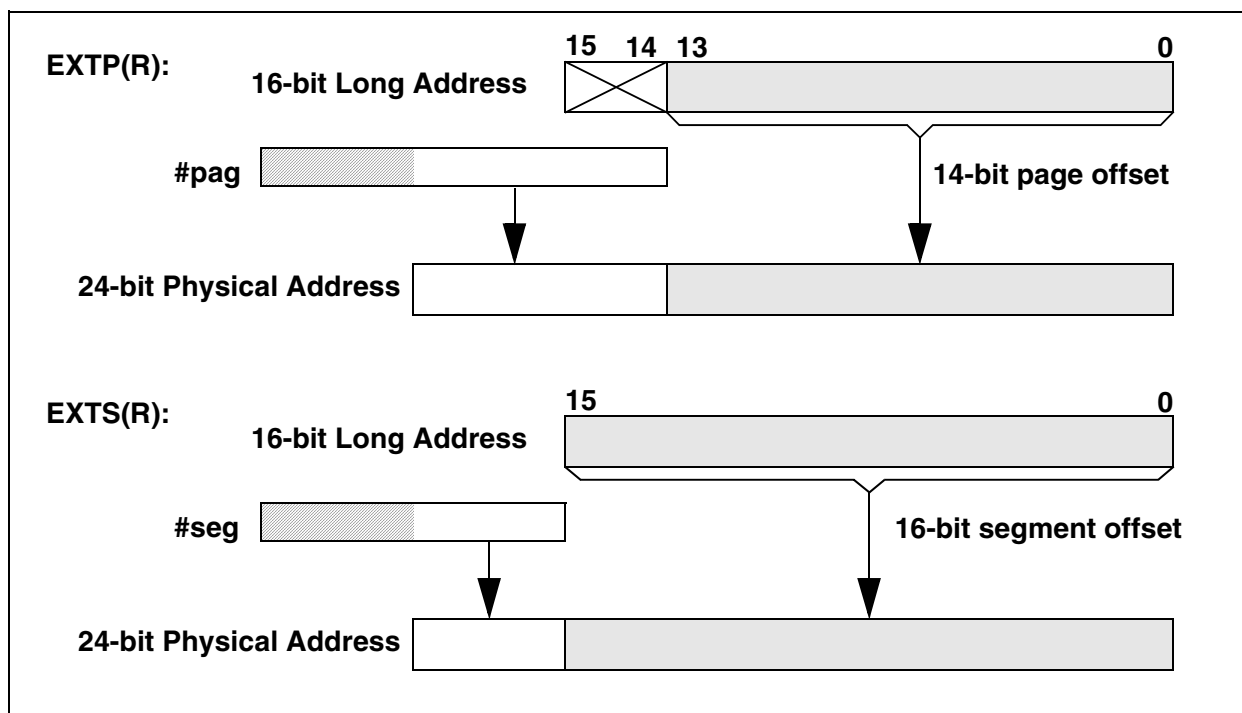 EXTP(R):
15 14 13 0
16-bit Long Address
#pag
14-bit page offset
24-bit Physical Address
EXTS(R):
15 0
16-bit Long Address
#seg
16-bit segment offset
24-bit Physical Address